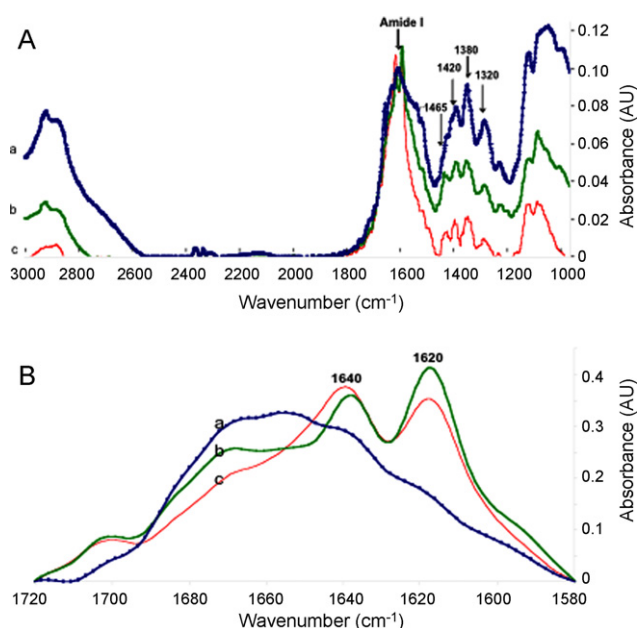 A
Amide I
1380
1420
1320
1465
0.12
0.10
0.08
0.06
0.04
0.02
0
Absorbance (AU)
a
b
c
3000 2800 2600 2400 2200 2000 1800 1600 1400 1200 1000
Wavenumber (cm-1)
B
1640
1620
a
b
c
0.4
0.3
0.2
0.1
0
Absorbance (AU)
1720 1700 1680 1660 1640 1620 1600 1580
Wavenumber (cm-1)